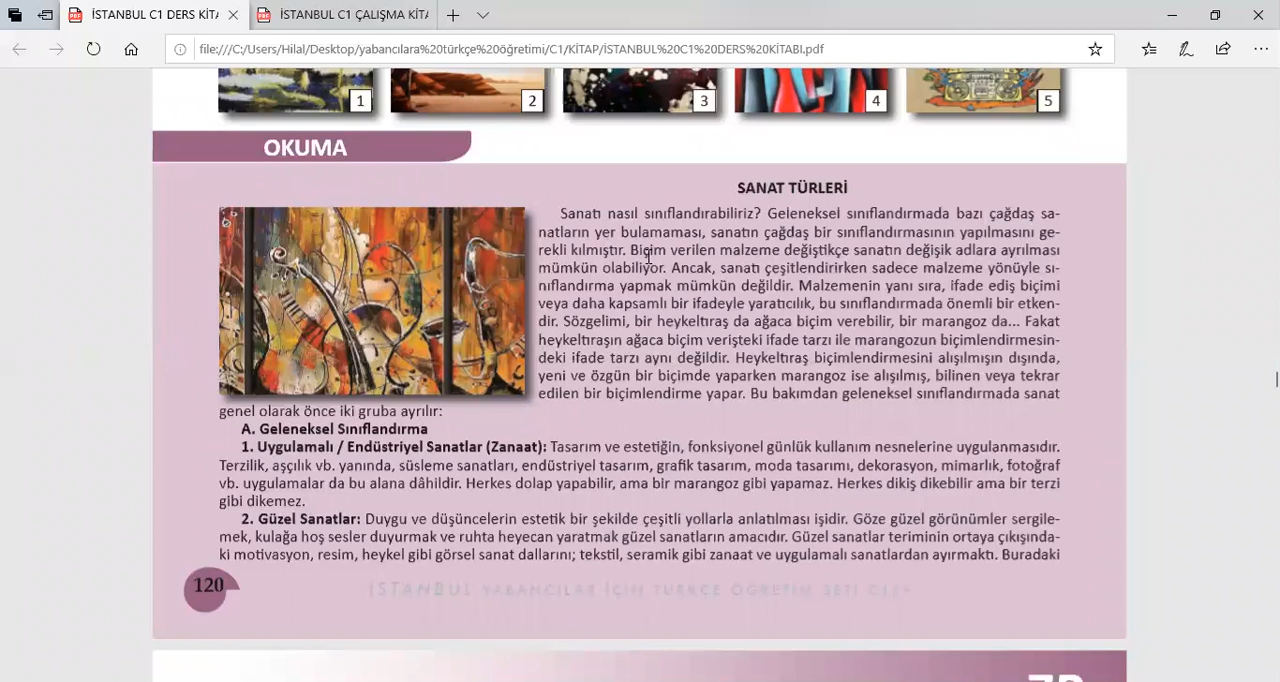 İSTANBUL C1 DERS KİTA
İSTANBUL C1 ÇALIŞMA KİTA
file:///C:/Users/Hilal/Desktop/yabancılara%20türkçe%20öğretimi/C1/KİTAP/İSTANBUL%20C1%20DERS%20KİTABI.pdf
1
2
3
4
5
OKUMA
SANAT TÜRLERİ
Sanatı nasıl sınıflandırabiliriz? Geleneksel sınıflandırmada bazı çağdaş sa-
natların yer bulamaması, sanatın çağdaş bir sınıflandırmasının yapılmasını ge-
rekli kılmıştır. Biçim verilen malzeme değiştikçe sanatın değişik adlara ayrılması
mümkün olabiliyor. Ancak, sanatı çeşitlendirirken sadece malzeme yönüyle sı-
nıflandırma yapmak mümkün değildir. Malzemenin yanı sıra, ifade ediş biçimi
veya daha kapsamlı bir ifadeyle yaratıcılık, bu sınıflandırmada önemli bir etken-
dir. Sözgelimi, bir heykeltıraş da ağaca biçim verebilir, bir marangoz da... Fakat
heykeltıraşın ağaca biçim verişteki ifade tarzı ile marangozun biçimlendirmesin-
deki ifade tarzı aynı değildir. Heykeltıraş biçimlendirmesini alışılmışın dışında,
yeni ve özgün bir biçimde yaparken marangoz ise alışılmış, bilinen veya tekrar
edilen bir biçimlendirme yapar. Bu bakımdan geleneksel sınıflandırmada sanat
genel olarak önce iki gruba ayrılır:
A. Geleneksel Sınıflandırma
1. Uygulamalı / Endüstriyel Sanatlar (Zanaat): Tasarım ve estetiğin, fonksiyonel günlük kullanım nesnelerine uygulanmasıdır.
Terzilik, aşçılık vb. yanında, süsleme sanatları, endüstriyel tasarım, grafik tasarım, moda tasarımı, dekorasyon, mimarlık, fotoğraf
vb. uygulamalar da bu alana dâhildir. Herkes dolap yapabilir, ama bir marangoz gibi yapamaz. Herkes dikiş dikebilir ama bir terzi
gibi dikemez.
2. Güzel Sanatlar: Duygu ve düşüncelerin estetik bir şekilde çeşitli yollarla anlatılması işidir. Göze güzel görünümler sergile-
mek, kulağa hoş sesler duyurmak ve ruhta heyecan yaratmak güzel sanatların amacıdır. Güzel sanatlar teriminin ortaya çıkışında-
ki motivasyon, resim, heykel gibi görsel sanat dallarını; tekstil, seramik gibi zanaat ve uygulamalı sanatlardan ayırmaktı. Buradaki
120
İSTANBUL YABANCILAR İÇİN TÜRKÇE ÖĞRETİM SETİ C1+